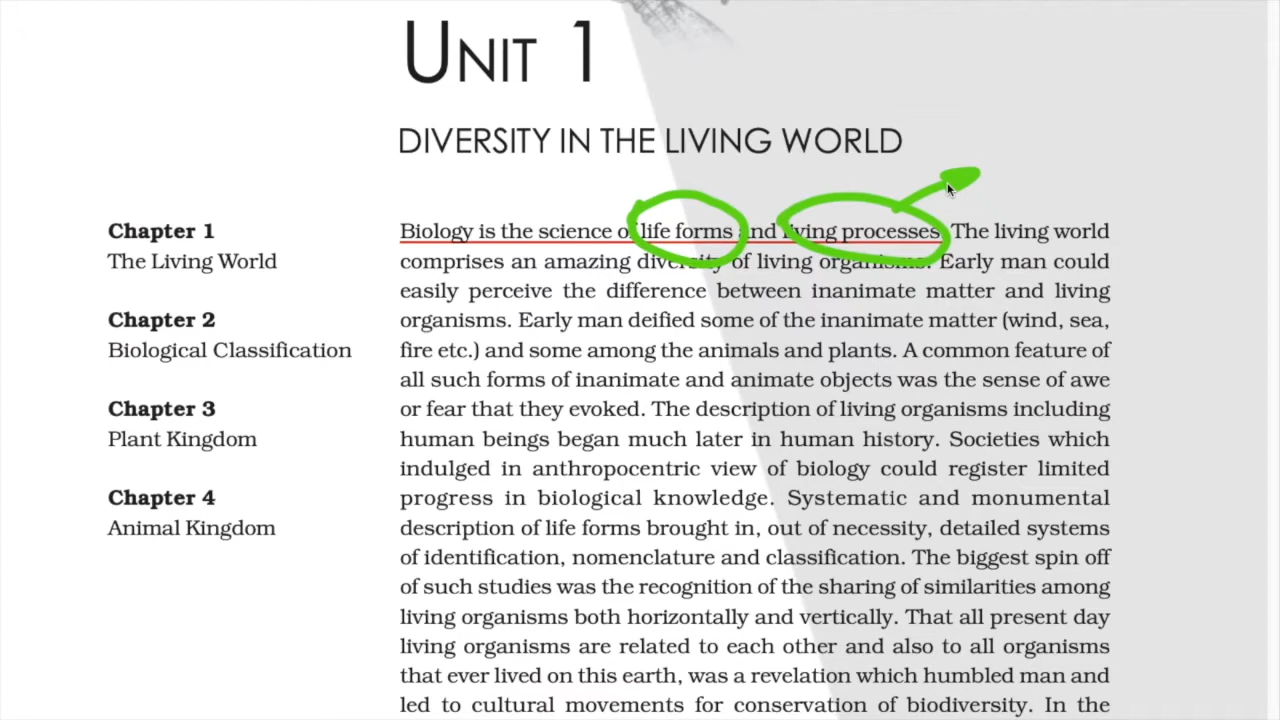 UNIT 1
DIVERSITY IN THE LIVING WORLD
Chapter 1
The Living World
Chapter 2
Biological Classification
Chapter 3
Plant Kingdom
Chapter 4
Animal Kingdom
Biology is the science of life forms and living processes. The living world
comprises an amazing diversity of living organisms. Early man could
easily perceive the difference between inanimate matter and living
organisms. Early man deified some of the inanimate matter (wind, sea,
fire etc.) and some among the animals and plants. A common feature of
all such forms of inanimate and animate objects was the sense of awe
or fear that they evoked. The description of living organisms including
human beings began much later in human history. Societies which
indulged in anthropocentric view of biology could register limited
progress in biological knowledge. Systematic and monumental
description of life forms brought in, out of necessity, detailed systems
of identification, nomenclature and classification. The biggest spin off
of such studies was the recognition of the sharing of similarities among
living organisms both horizontally and vertically. That all present day
living organisms are related to each other and also to all organisms
that ever lived on this earth, was a revelation which humbled man and
led to cultural movements for conservation of biodiversity. In the